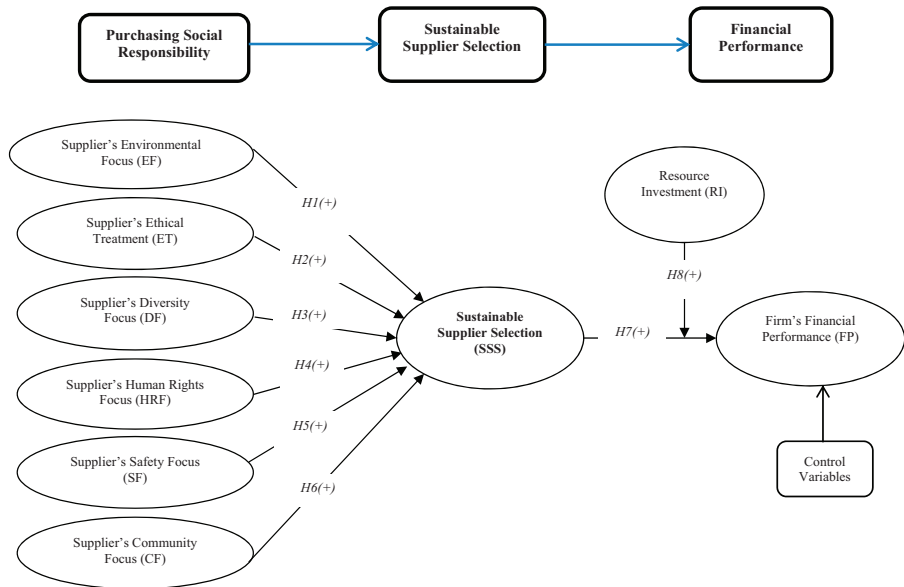 Purchasing Social
Responsibility
Sustainable
Supplier Selection
Financial
Performance
Supplier's Environmental
Focus (EF)
Supplier's Ethical
Treatment (ET)
Supplier's Diversity
Focus (DF)
Supplier's Human Rights
Focus (HRF)
Supplier's Safety Focus
(SF)
Supplier's Community
Focus (CF)
H1(+)
H2(+)
H3(+)
H4(+)
H5(+)
H6(+)
Sustainable
Supplier Selection
(SSS)
H7(+)
Resource
Investment (RI)
H8(+)
Firm's Financial
Performance (FP)
Control
Variables